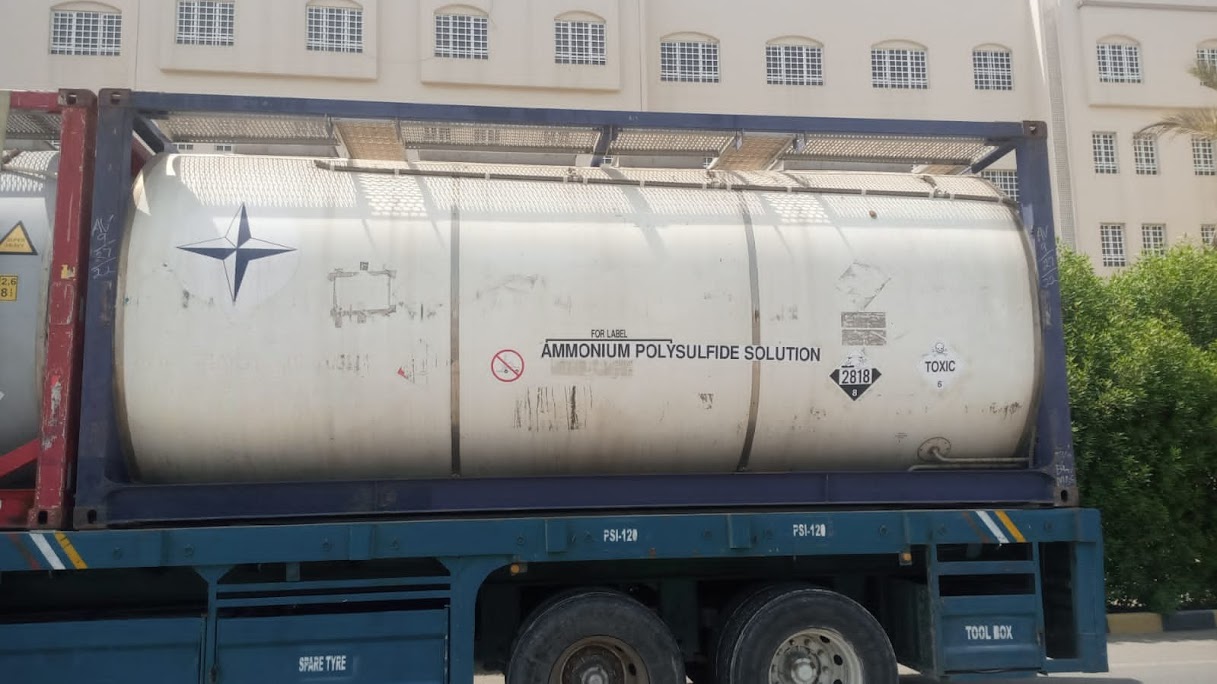 FOR LABEL
AMMONIUM POLYSULFIDE SOLUTION
2818
8
TOXIC
6
PSI-120
PSI-120
SPARE TYRE
TOOL BOX